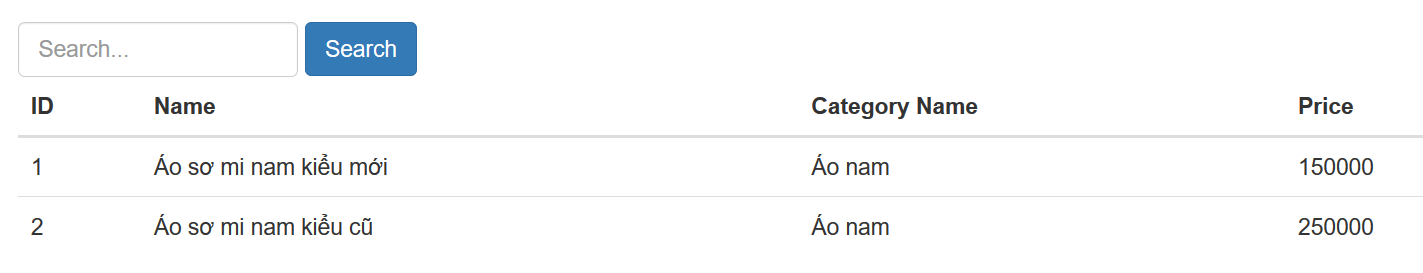 Search... Search
ID Name Category Name Price
1 Áo sơ mi nam kiểu mới Áo nam 150000
2 Áo sơ mi nam kiểu cũ Áo nam 250000